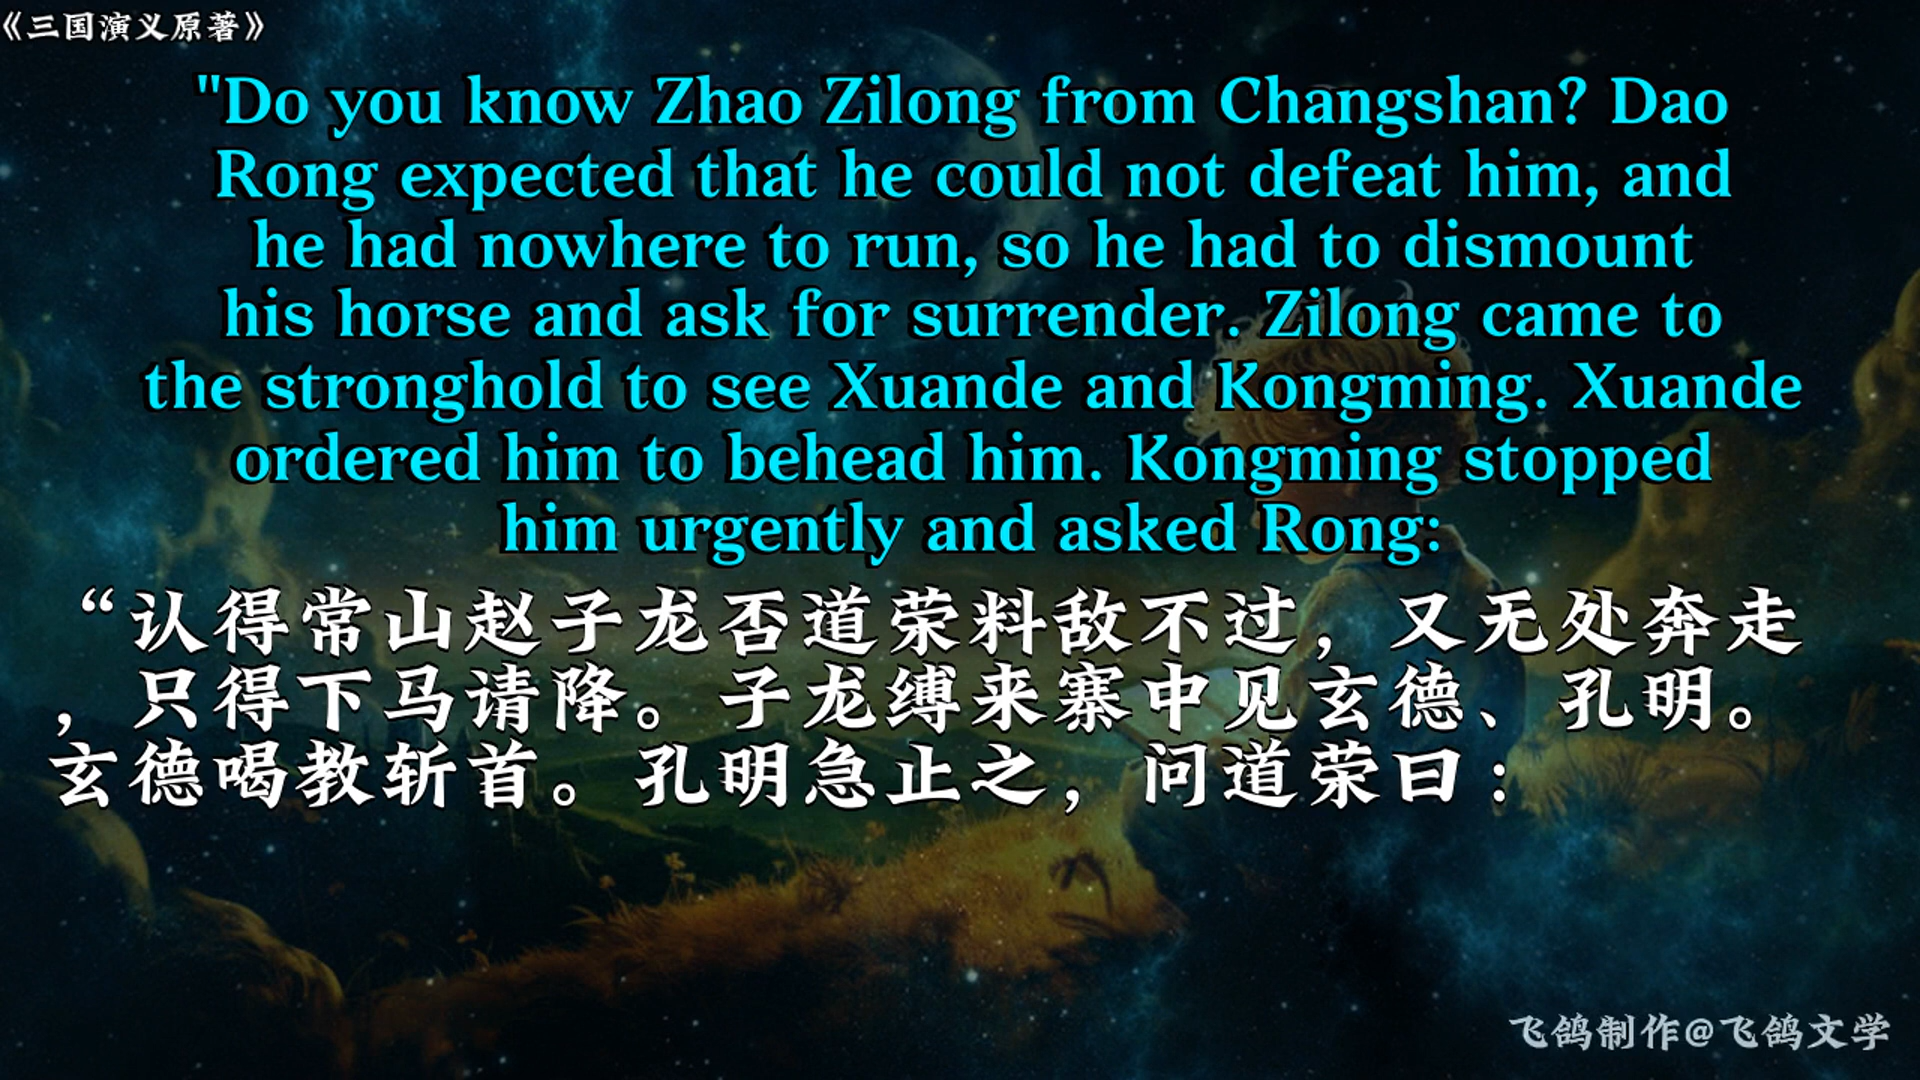 《三国演义原著》
"Do you know Zhao Zilong from Changshan? Dao
Rong expected that he could not defeat him, and
he had nowhere to run, so he had to dismount
his horse and ask for surrender. Zilong came to
the stronghold to see Xuande and Kongming. Xuande
ordered him to behead him. Kongming stopped
him urgently and asked Rong:
“认得常山赵子龙否道荣料敌不过，又无处奔走
，只得下马请降。子龙缚来寨中见玄德、孔明。
玄德喝教斩首。孔明急止之，问道荣曰：
飞鸽制作@飞鸽文学